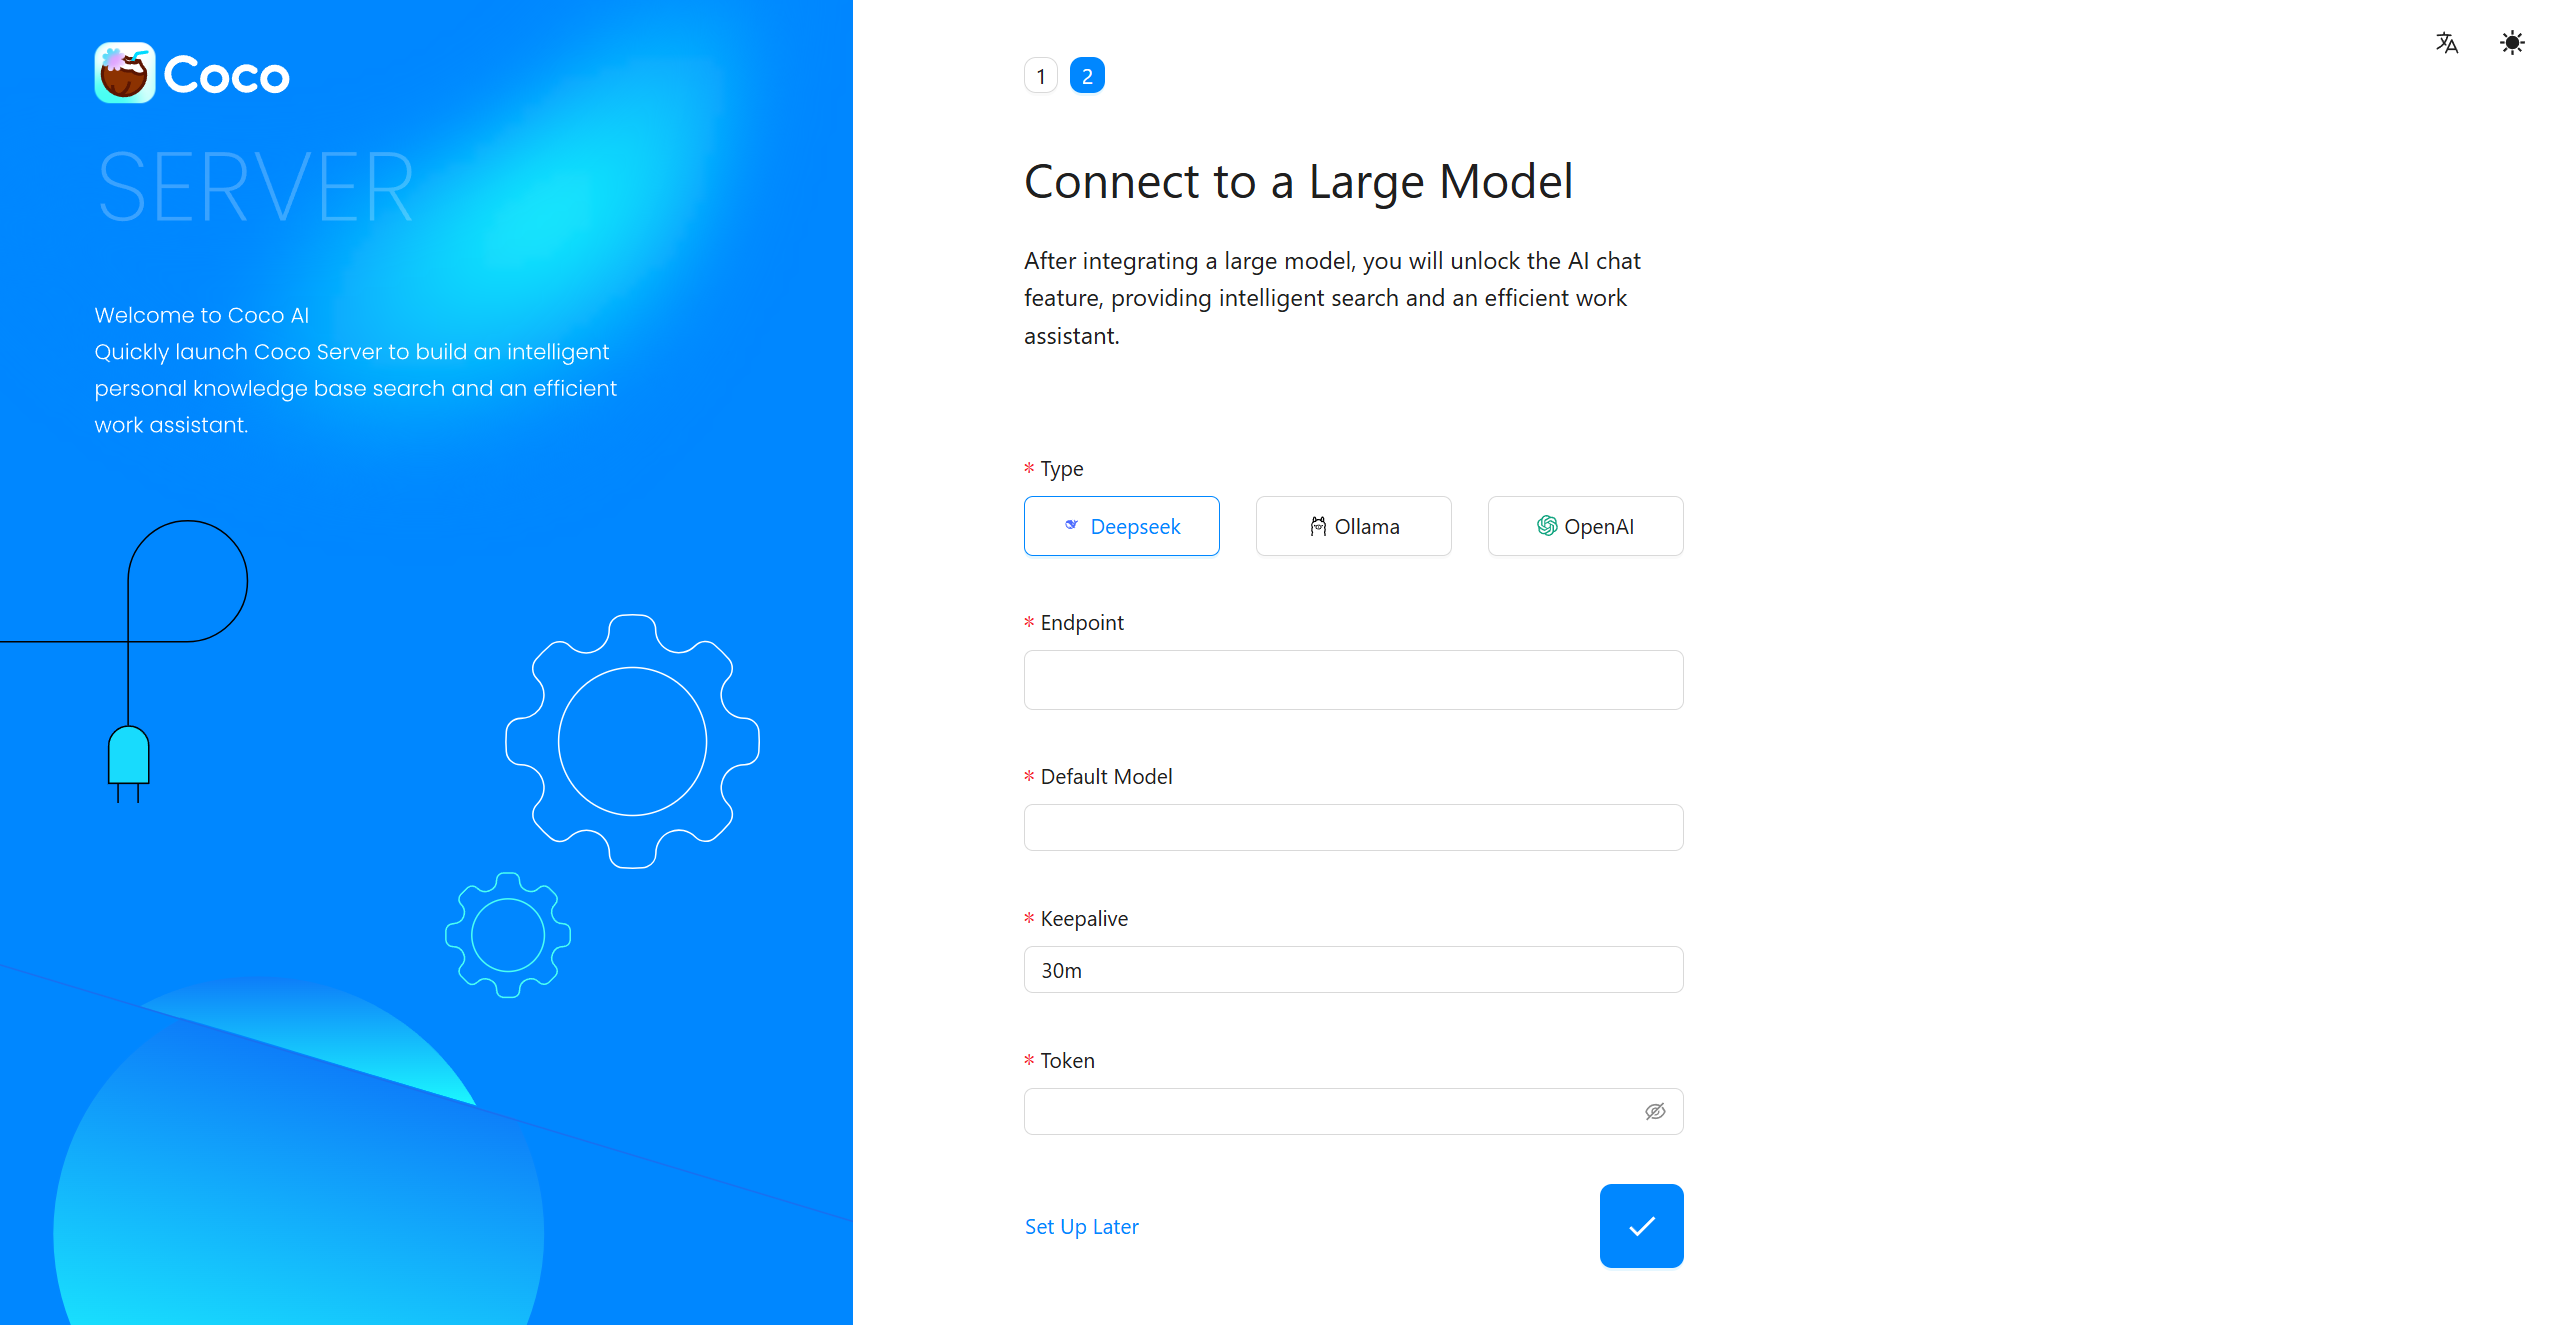 Coco
SERVER
Welcome to Coco AI
Quickly launch Coco Server to build an intelligent
personal knowledge base search and an efficient
work assistant.
1
2
Connect to a Large Model
After integrating a large model, you will unlock the AI chat
feature, providing intelligent search and an efficient work
assistant.
* Type
Deepseek
Ollama
OpenAI
* Endpoint
* Default Model
* Keepalive
30m
* Token
Set Up Later